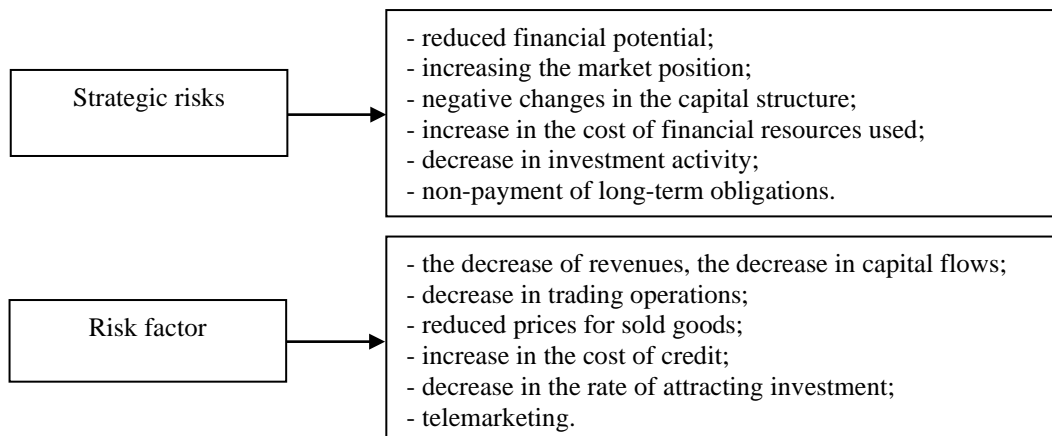 Strategic risks
- reduced financial potential;
- increasing the market position;
- negative changes in the capital structure;
- increase in the cost of financial resources used;
- decrease in investment activity;
- non-payment of long-term obligations.
Risk factor
- the decrease of revenues, the decrease in capital flows;
- decrease in trading operations;
- reduced prices for sold goods;
- increase in the cost of credit;
- decrease in the rate of attracting investment;
- telemarketing.